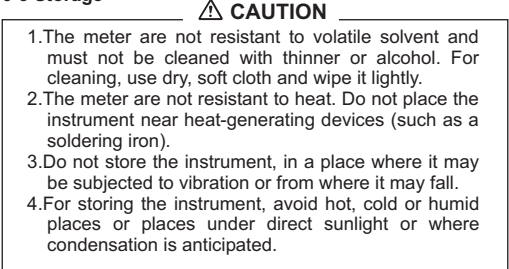 ⚠ CAUTION
1.The meter are not resistant to volatile solvent and
must not be cleaned with thinner or alcohol. For
cleaning, use dry, soft cloth and wipe it lightly.
2.The meter are not resistant to heat. Do not place the
instrument near heat-generating devices (such as a
soldering iron).
3.Do not store the instrument, in a place where it may
be subjected to vibration or from where it may fall.
4.For storing the instrument, avoid hot, cold or humid
places or places under direct sunlight or where
condensation is anticipated.